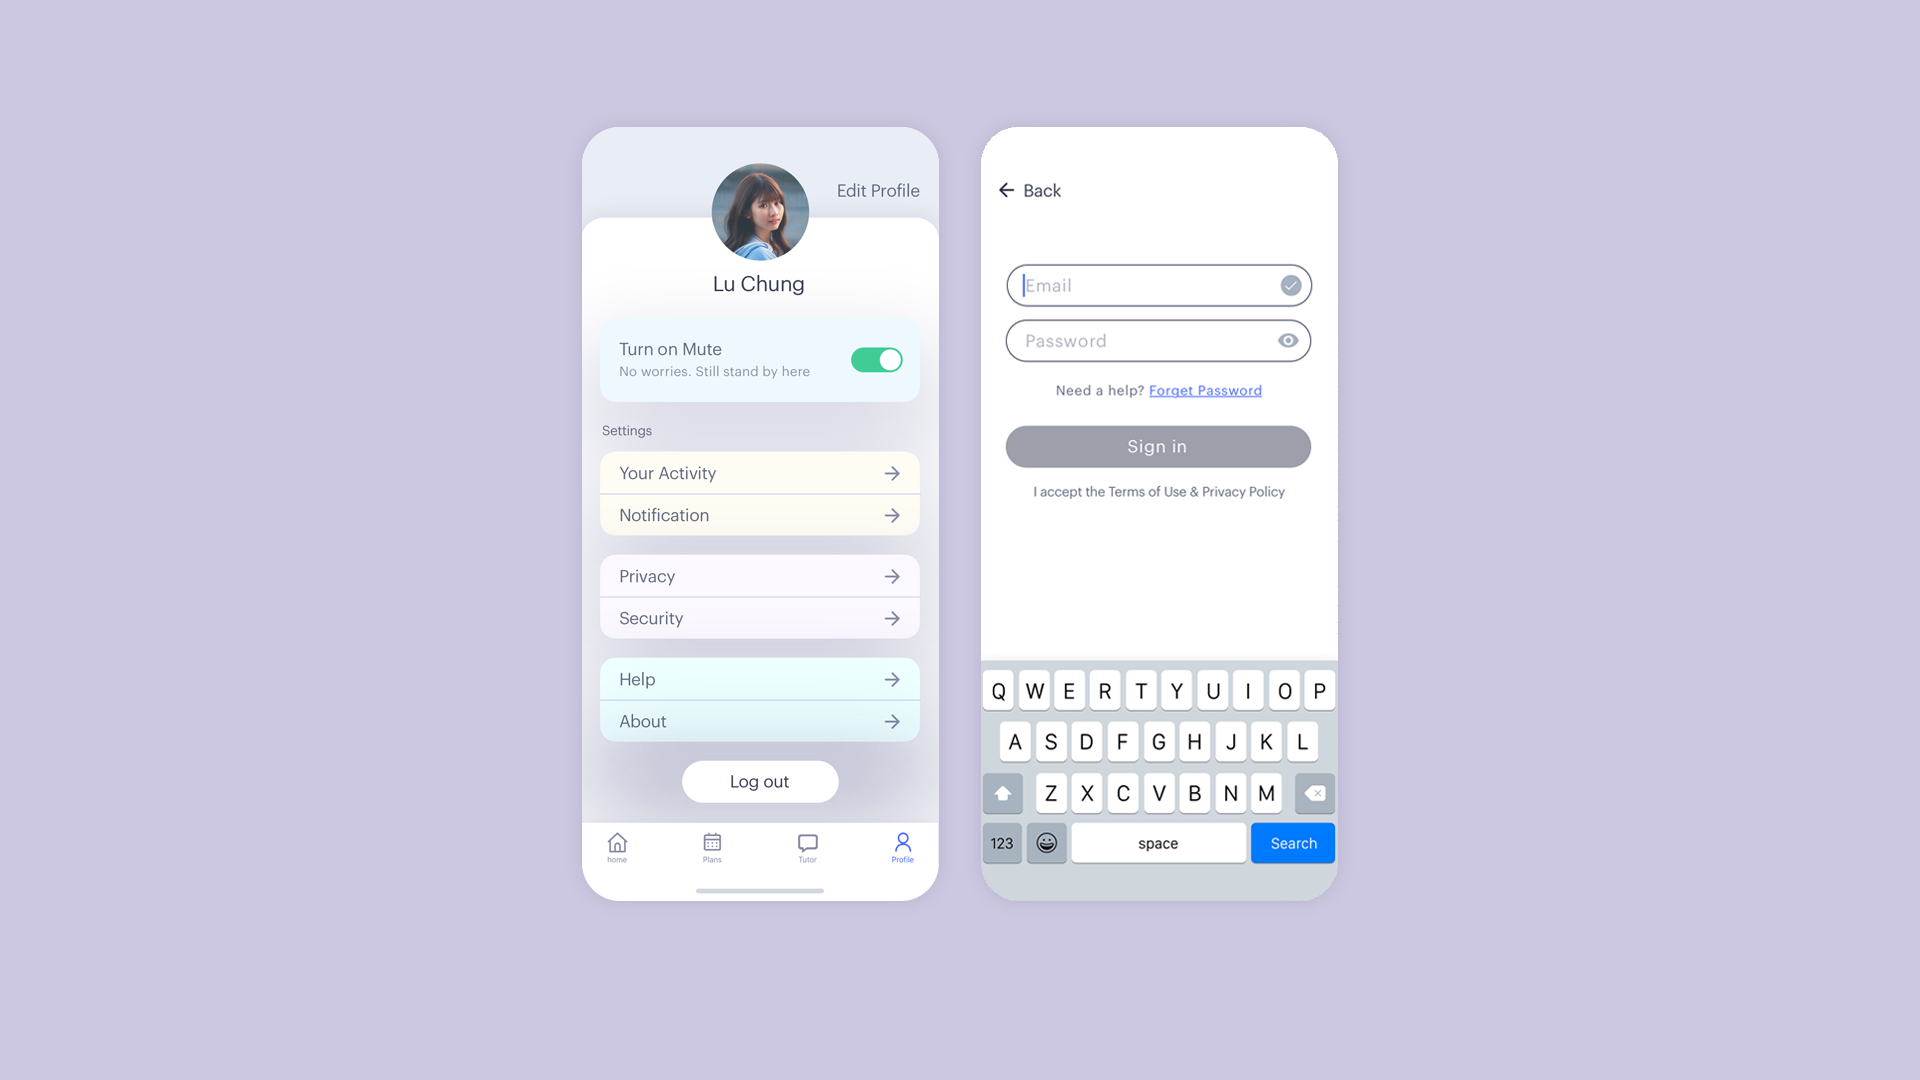 Edit Profile
Lu Chung
Turn on Mute
No worries. Still stand by here
Settings
Your Activity
Notification
Privacy
Security
Help
About
Log out
home
Plans
Tutor
Profile
Back
Email
Password
Need a help? Forget Password
Sign in
I accept the Terms of Use & Privacy Policy
Q W E R T Y U I O P
A S D F G H J K L
Z X C V B N M
123 space Search